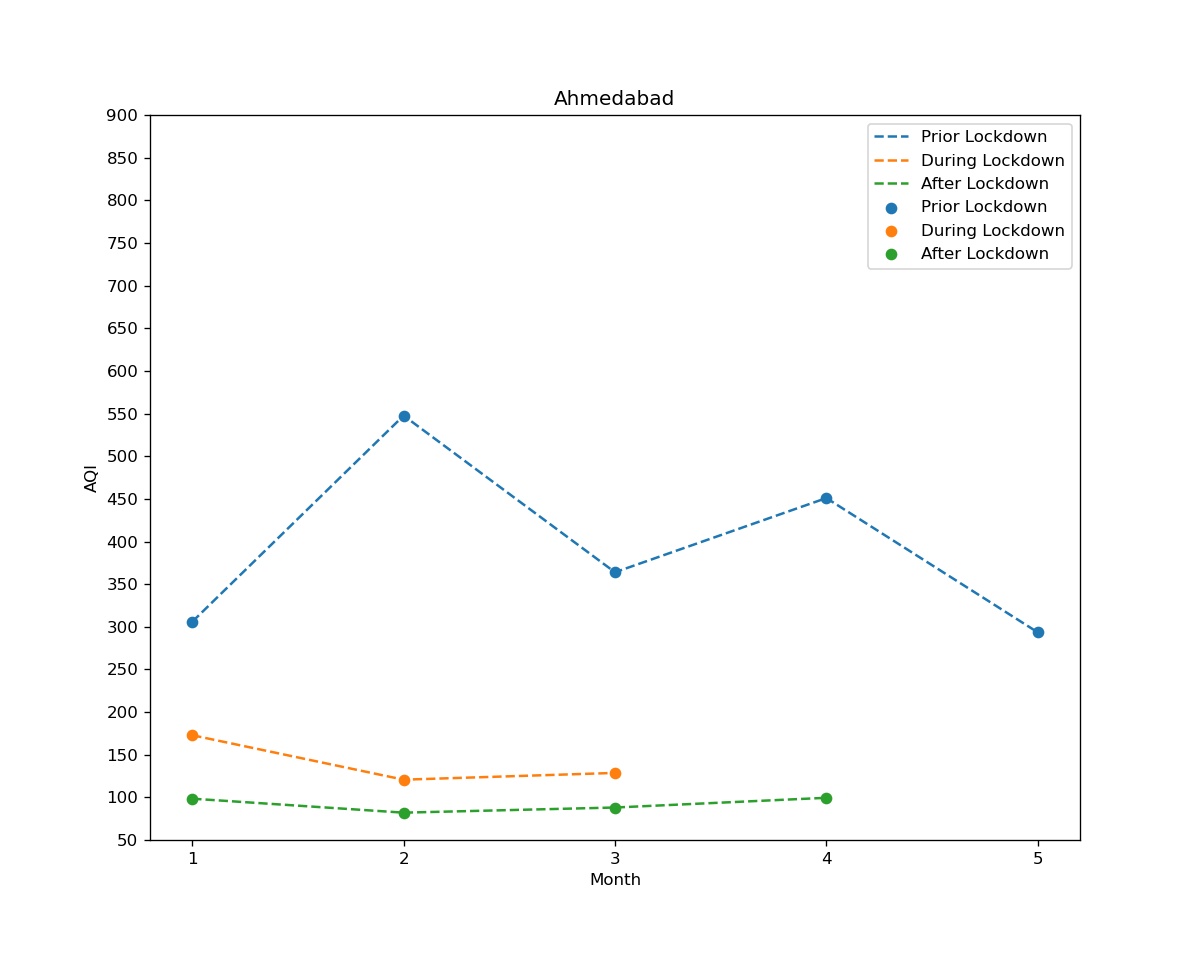 Ahmedabad
900
850
800
750
700
650
600
550
500
450
400
350
300
250
200
150
100
50
AQI
Prior Lockdown
During Lockdown
After Lockdown
Prior Lockdown
During Lockdown
After Lockdown
1 2 3 4 5
Month